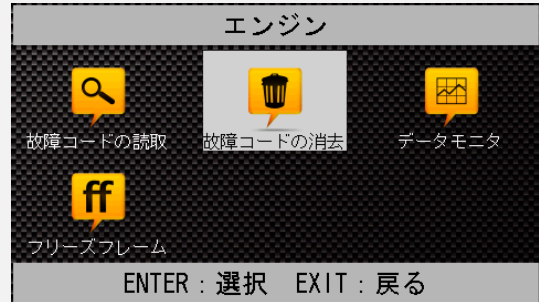 エンジン
故障コードの読取
故障コードの消去
データモニタ
ff
フリーズフレーム
ENTER：選択　EXIT：戻る